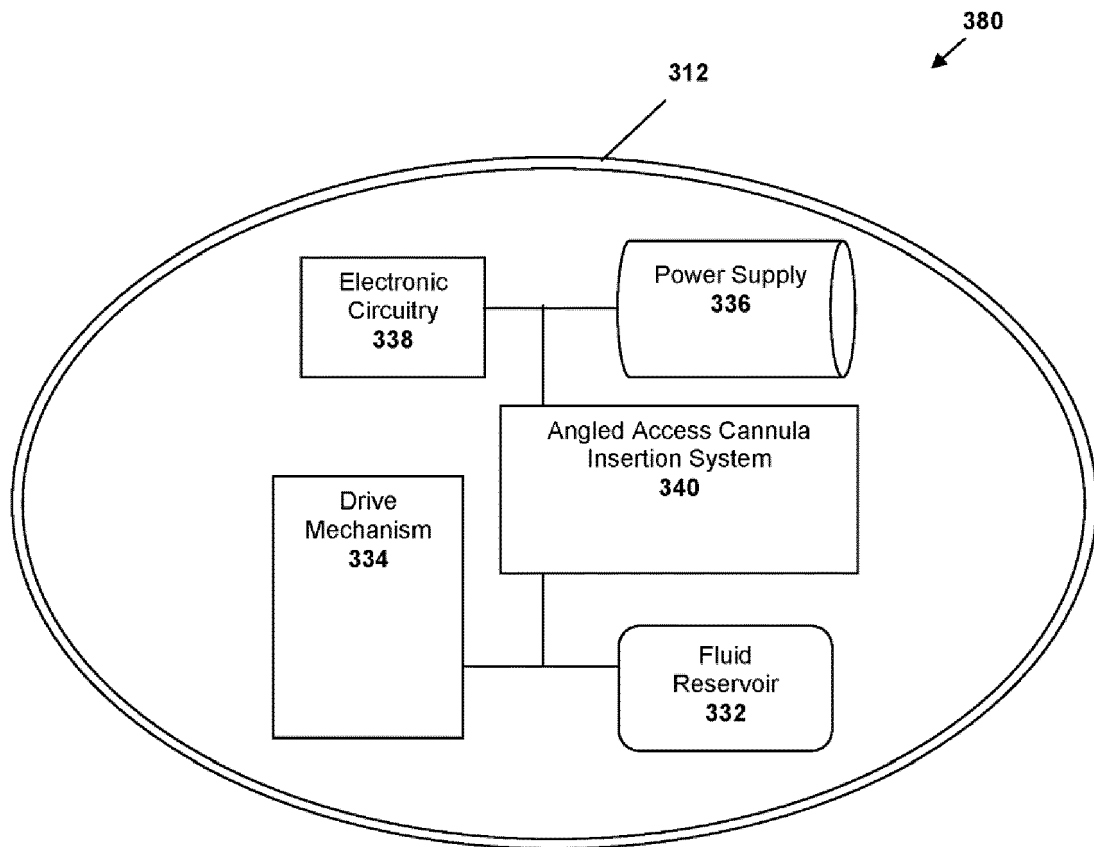 380
312
Electronic
Circuitry
338
Power Supply
336
Angled Access Cannula
Insertion System
340
Drive
Mechanism
334
Fluid
Reservoir
332